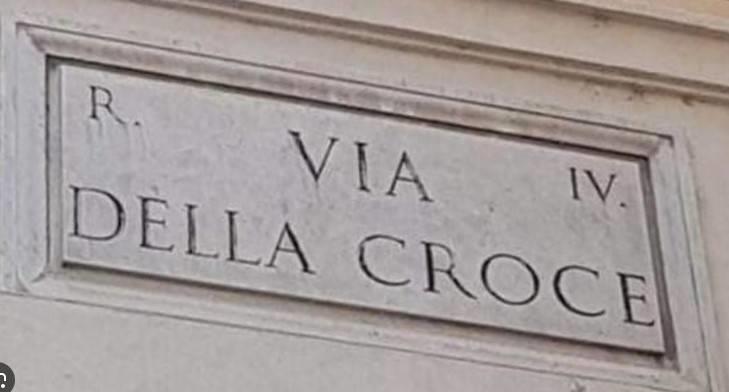 R. VIA IV.
DELLA CROCE